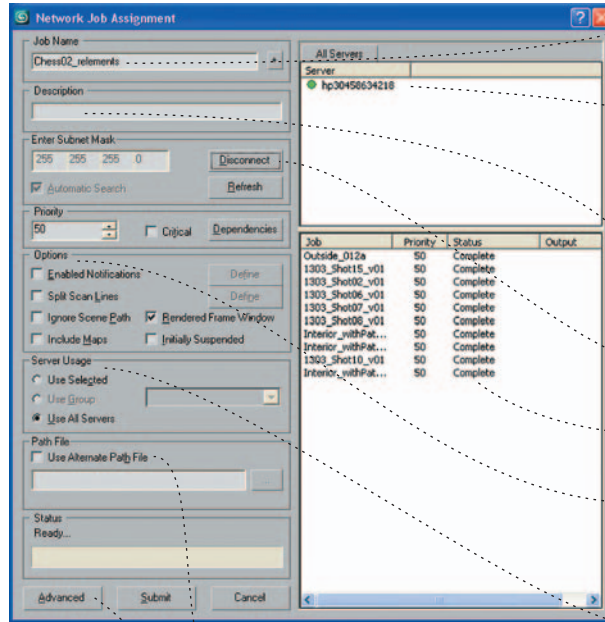 Network Job Assignment
Job Name
Chess02_relements
Description
Enter Subnet Mask
255 255 255 0
Disconnect
Automatic Search
Refresh
Priority
50
Critical
Dependencies
Options
Enabled Notifications
Define
Split Scan Lines
Define
Ignore Scene Path
Rendered Frame Window
Include Maps
Initially Suspended
Server Usage
Use Selected
Use Group
Use All Servers
Path File
Use Alternate Path File
...
Status
Ready...
Advanced
Submit
Cancel
All Servers
Server
hp30458634218
Job Priority Status Output
Outside_012a 50 Complete
1303_Shot15_v01 50 Complete
1303_Shot02_v01 50 Complete
1303_Shot06_v01 50 Complete
1303_Shot07_v01 50 Complete
1303_Shot08_v01 50 Complete
Interior_withPat... 50 Complete
Interior_withPat... 50 Complete
1303_Shot10_v01 50 Complete
Interior_withPat... 50 Complete